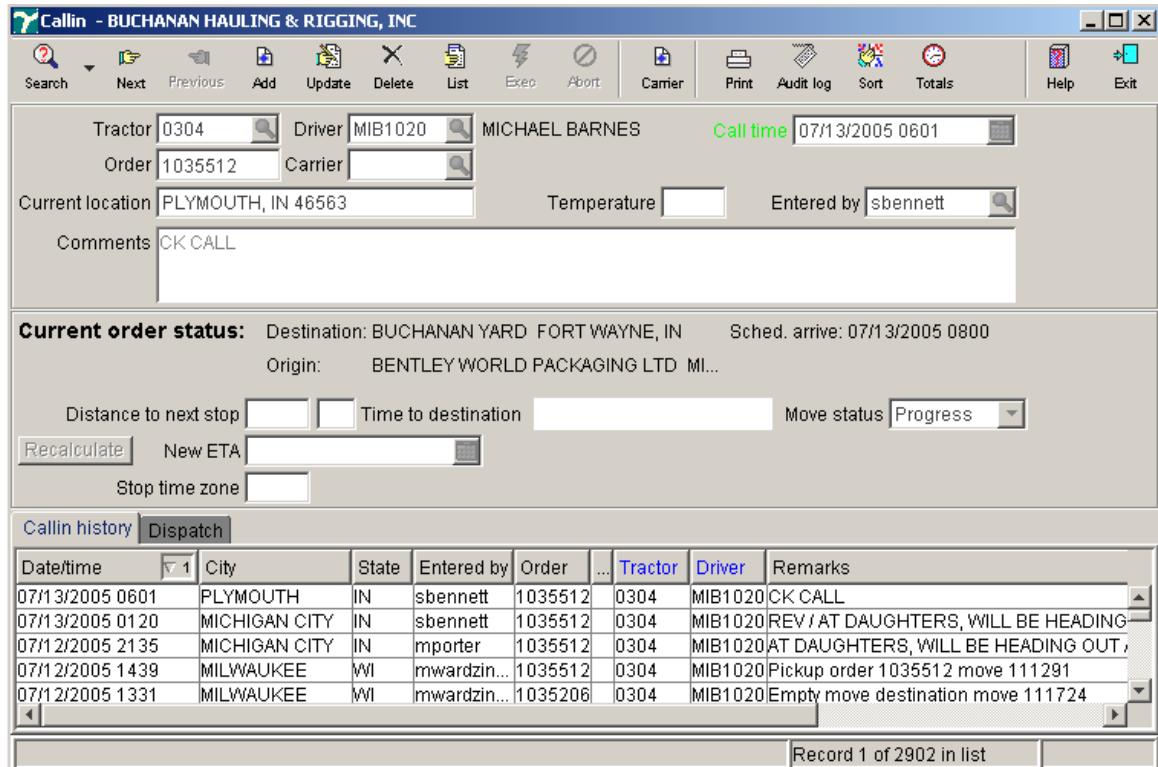 Callin - BUCHANAN HAULING & RIGGING, INC
Search Next Previous Add Update Delete List Exec Abort Carrier Print Audit log Sort Totals Help Exit
Tractor 0304 Driver MIB1020 MICHAEL BARNES Call time 07/13/2005 0601
Order 1035512 Carrier
Current location PLYMOUTH, IN 46563 Temperature Entered by sbennett
Comments CK CALL
Current order status: Destination: BUCHANAN YARD FORT WAYNE, IN Sched. arrive: 07/13/2005 0800
Origin: BENTLEY WORLD PACKAGING LTD MI...
Distance to next stop Time to destination Move status Progress
Recalculate New ETA
Stop time zone
Callin history Dispatch
Date/time 1 City State Entered by Order ... Tractor Driver Remarks
07/13/2005 0601 PLYMOUTH IN sbennett 1035512 0304 MIB1020 CK CALL
07/13/2005 0120 MICHIGAN CITY IN sbennett 1035512 0304 MIB1020 REV / AT DAUGHTERS, WILL BE HEADING
07/12/2005 2135 MICHIGAN CITY IN mporter 1035512 0304 MIB1020 AT DAUGHTERS, WILL BE HEADING OUT
07/12/2005 1439 MILWAUKEE WI mwardzin... 1035512 0304 MIB1020 Pickup order 1035512 move 111291
07/12/2005 1331 MILWAUKEE WI mwardzin... 1035206 0304 MIB1020 Empty move destination move 111724
Record 1 of 2902 in list